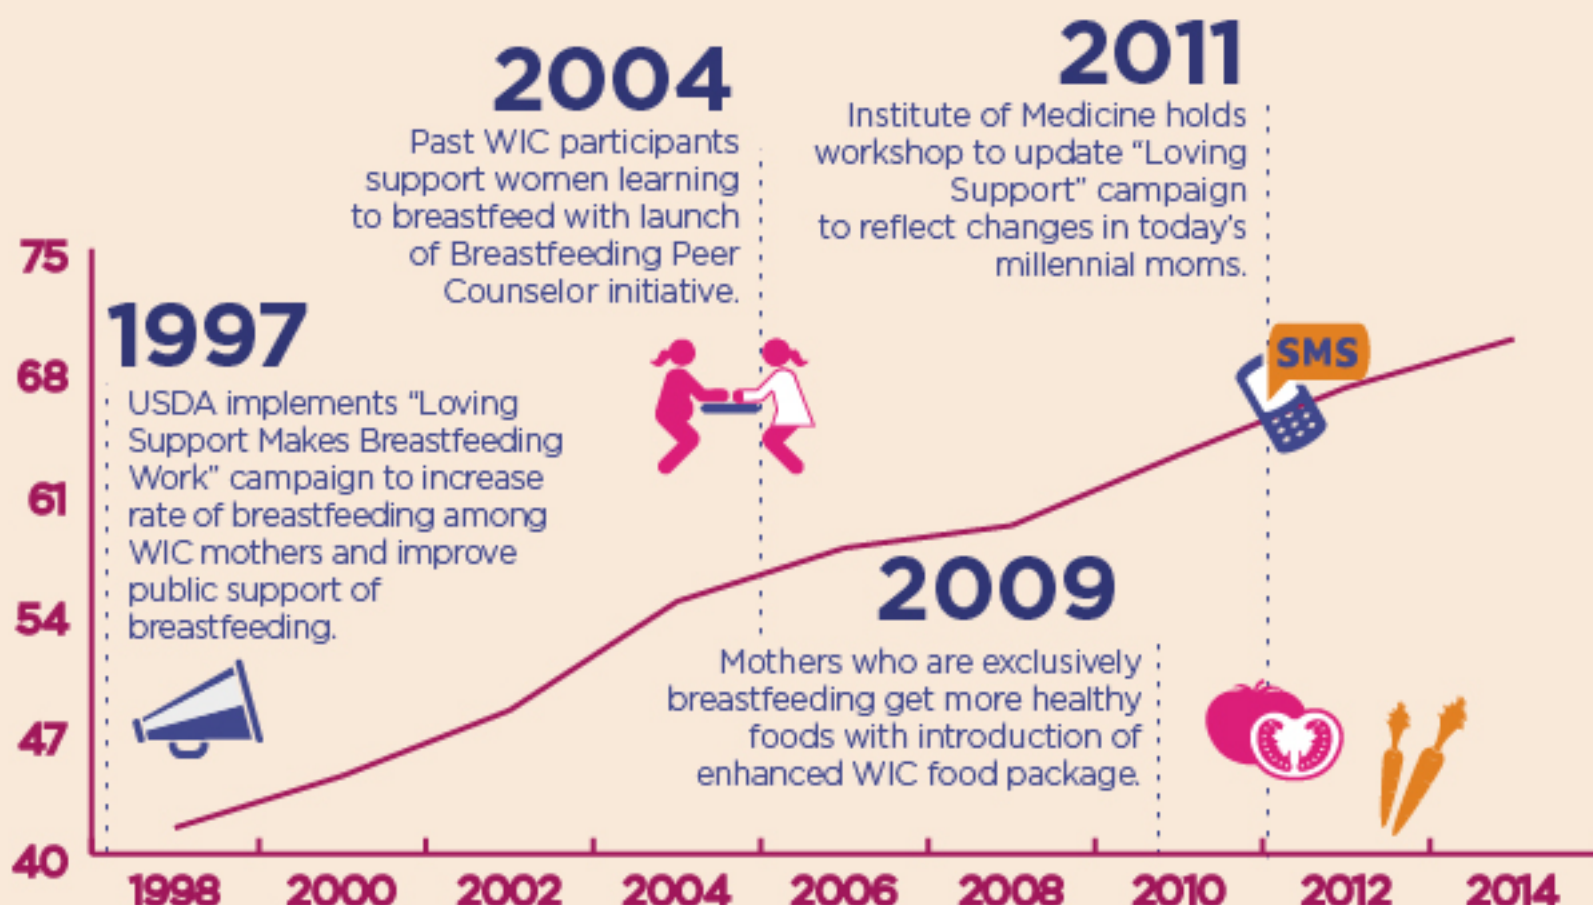 2004
Past WIC participants
support women learning
to breastfeed with launch
of Breastfeeding Peer
Counselor initiative.
2011
Institute of Medicine holds
workshop to update “Loving
Support” campaign
to reflect changes in today's
millennial moms.
1997
USDA implements “Loving
Support Makes Breastfeeding
Work” campaign to increase
rate of breastfeeding among
WIC mothers and improve
public support of
breastfeeding.
SMS
2009
Mothers who are exclusively
breastfeeding get more healthy
foods with introduction of
enhanced WIC food package.
75
68
61
54
47
40
1998 2000 2002 2004 2006 2008 2010 2012 2014